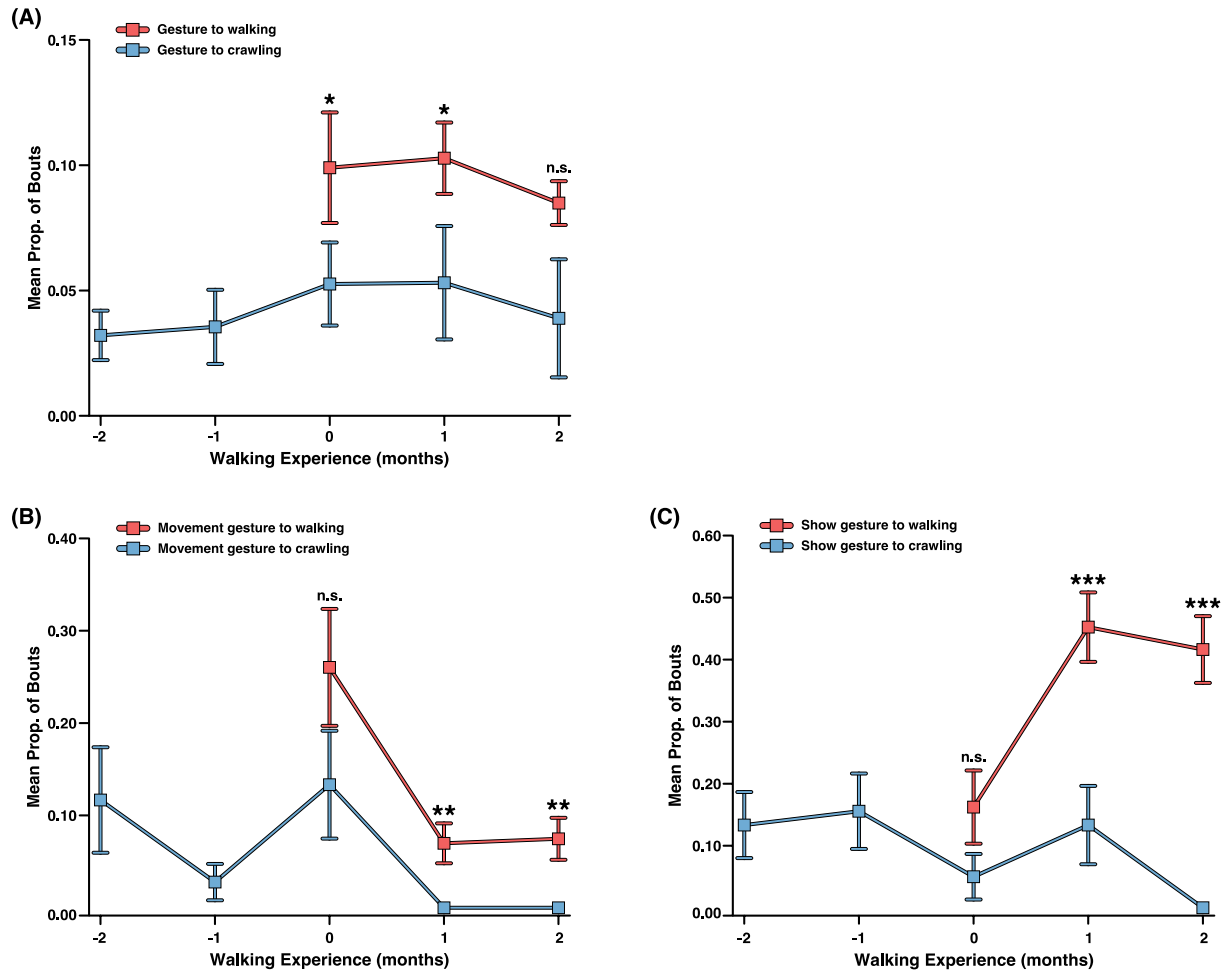 (A)
Gesture to walking
Gesture to crawling
0.15
0.10
0.05
0.00
Mean Prop. of Bouts
*
*
n.s.
-2 -1 0 1 2
Walking Experience (months)
(B)
Movement gesture to walking
Movement gesture to crawling
0.40
0.30
0.20
0.10
0.00
Mean Prop. of Bouts
n.s.
**
**
-2 -1 0 1 2
Walking Experience (months)
(C)
Show gesture to walking
Show gesture to crawling
0.60
0.50
0.40
0.30
0.20
0.10
0.00
Mean Prop. of Bouts
n.s.
***
***
-2 -1 0 1 2
Walking Experience (months)